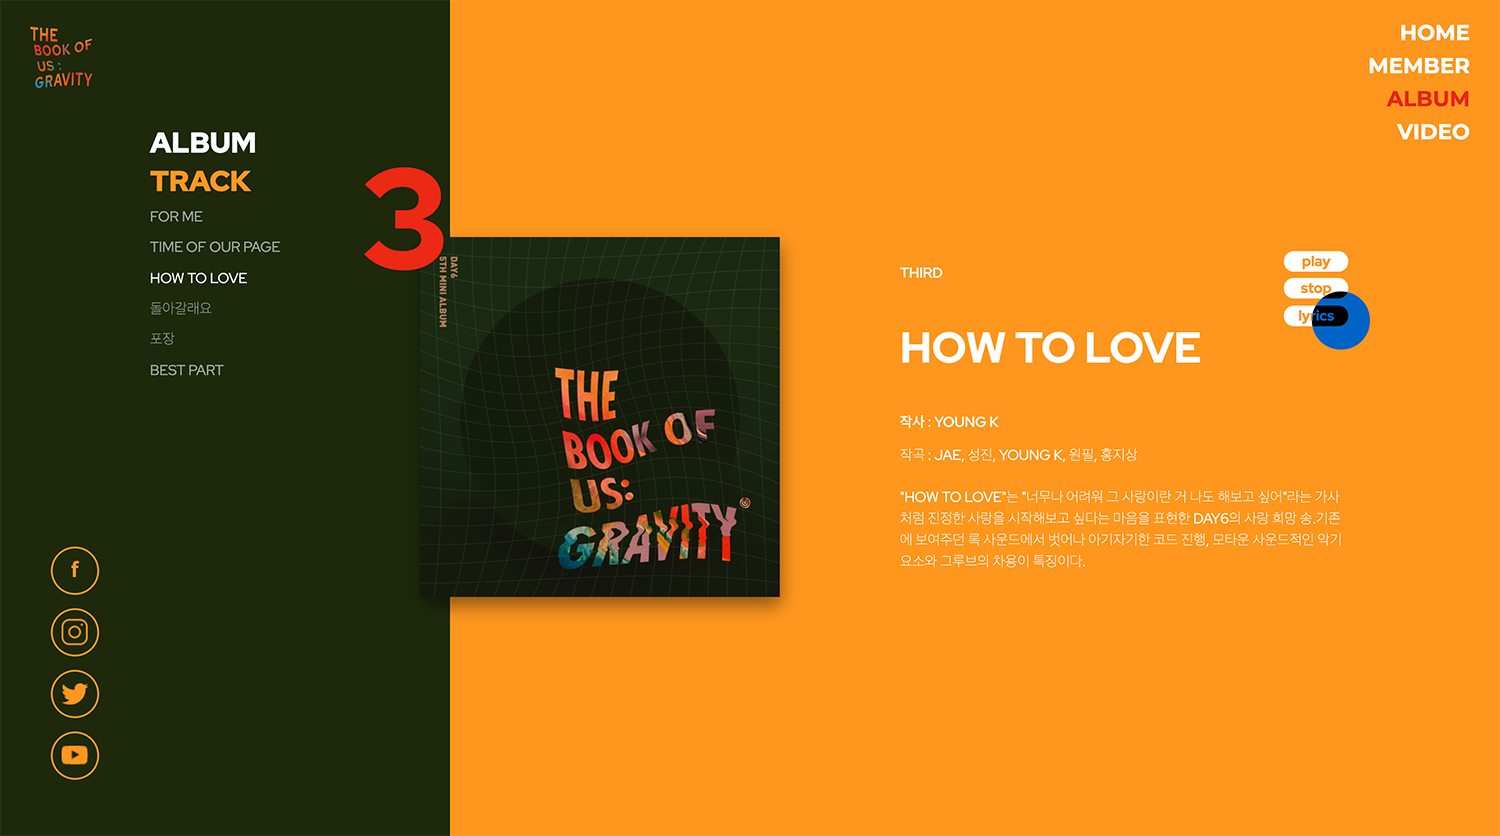 THE
BOOK OF
US :
GRAVITY
HOME
MEMBER
ALBUM
VIDEO
ALBUM
TRACK
FOR ME
TIME OF OUR PAGE
HOW TO LOVE
돌아갈래요
포장
BEST PART
3
DAY6
5TH MINI ALBUM
THE
BOOK OF
US:
GRAVITY
THIRD
play
stop
lyrics
HOW TO LOVE
작사 : YOUNG K
작곡 : JAE, 성진, YOUNG K, 원필, 홍지상
"HOW TO LOVE"는 "너무나 어려워 그 사랑이란 거 나도 해보고 싶어"라는 가사
처럼 진정한 사랑을 시작해보고 싶다는 마음을 표현한 DAY6의 사랑 희망 송.기존
에 보여주던 록 사운드에서 벗어나 아기자기한 코드 진행, 모타운 사운드적인 악기
요소와 그루브의 차용이 특징이다.
f